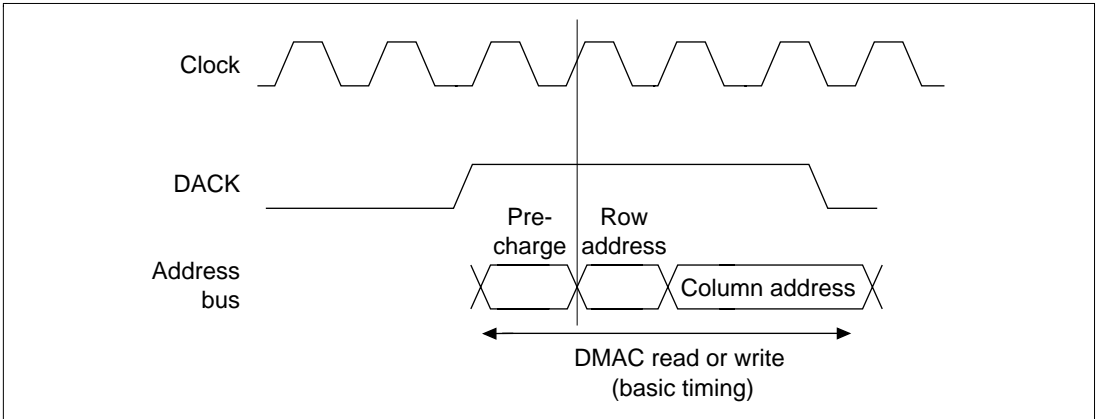 Clock
DACK
Pre-
charge
Row
address
Address
bus
Column address
DMAC read or write
(basic timing)